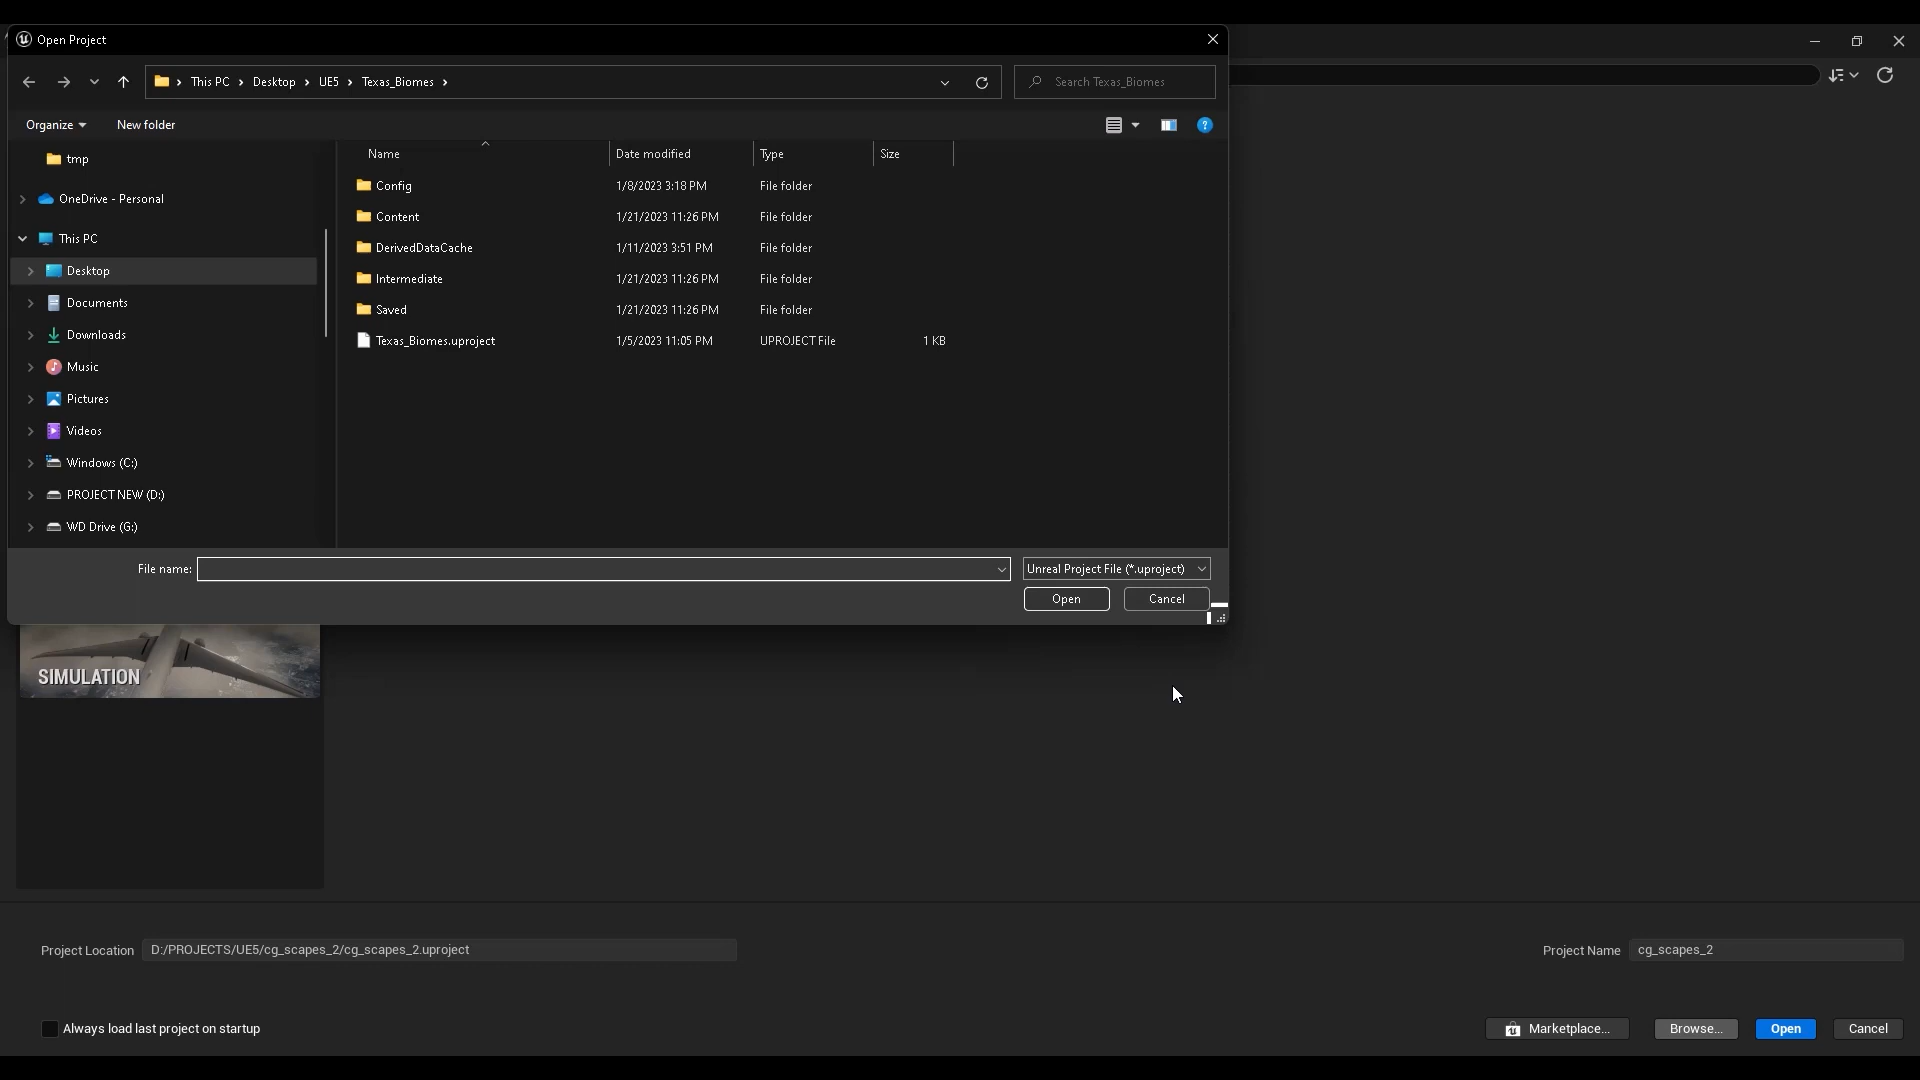 Open Project
This PC > Desktop > UE5 > Texas_Biomes >
Search Texas_Biomes
Organize New folder
tmp
OneDrive - Personal
This PC
Desktop
Documents
Downloads
Music
Pictures
Videos
Windows (C:)
PROJECT NEW (D:)
WD Drive (G:)
Name Date modified Type Size
Config 1/8/2023 3:18 PM File folder
Content 1/21/2023 11:26 PM File folder
DerivedDataCache 1/11/2023 3:51 PM File folder
Intermediate 1/21/2023 11:26 PM File folder
Saved 1/21/2023 11:26 PM File folder
Texas_Biomes.uproject 1/5/2023 11:05 PM UPROJECT File 1 KB
File name:
Unreal Project File (*.uproject)
Open Cancel
SIMULATION
Project Location D:/PROJECTS/UE5/cg_scapes_2/cg_scapes_2.uproject
Project Name cg_scapes_2
Always load last project on startup
Marketplace... Browse... Open Cancel